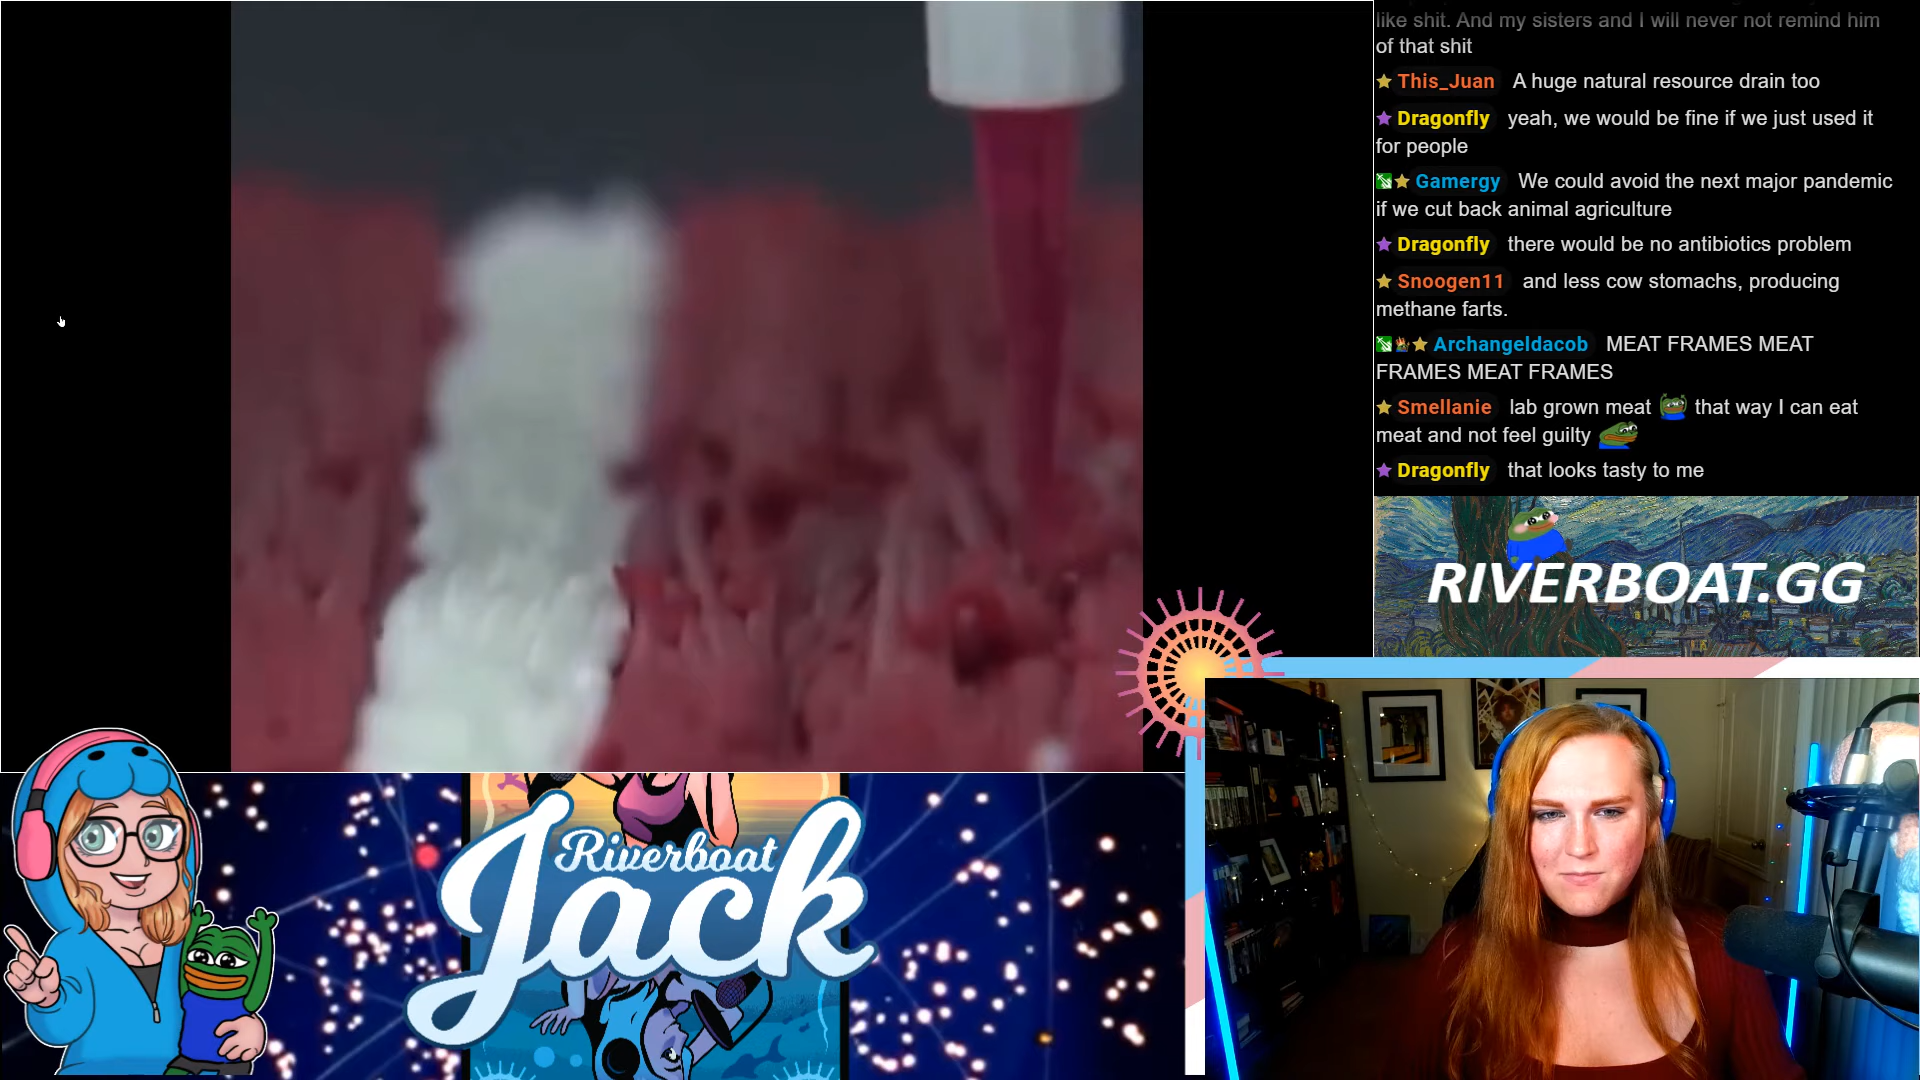 like shit. And my sisters and I will never not remind him
of that shit
This_Juan A huge natural resource drain too
Dragonfly yeah, we would be fine if we just used it
for people
Gamergy We could avoid the next major pandemic
if we cut back animal agriculture
Dragonfly there would be no antibiotics problem
Snoogen11 and less cow stomachs, producing
methane farts.
Archangeldacob MEAT FRAMES MEAT
FRAMES MEAT FRAMES
Smellanie lab grown meat that way I can eat
meat and not feel guilty
Dragonfly that looks tasty to me
RIVERBOAT.GG
Riverboat
Jack